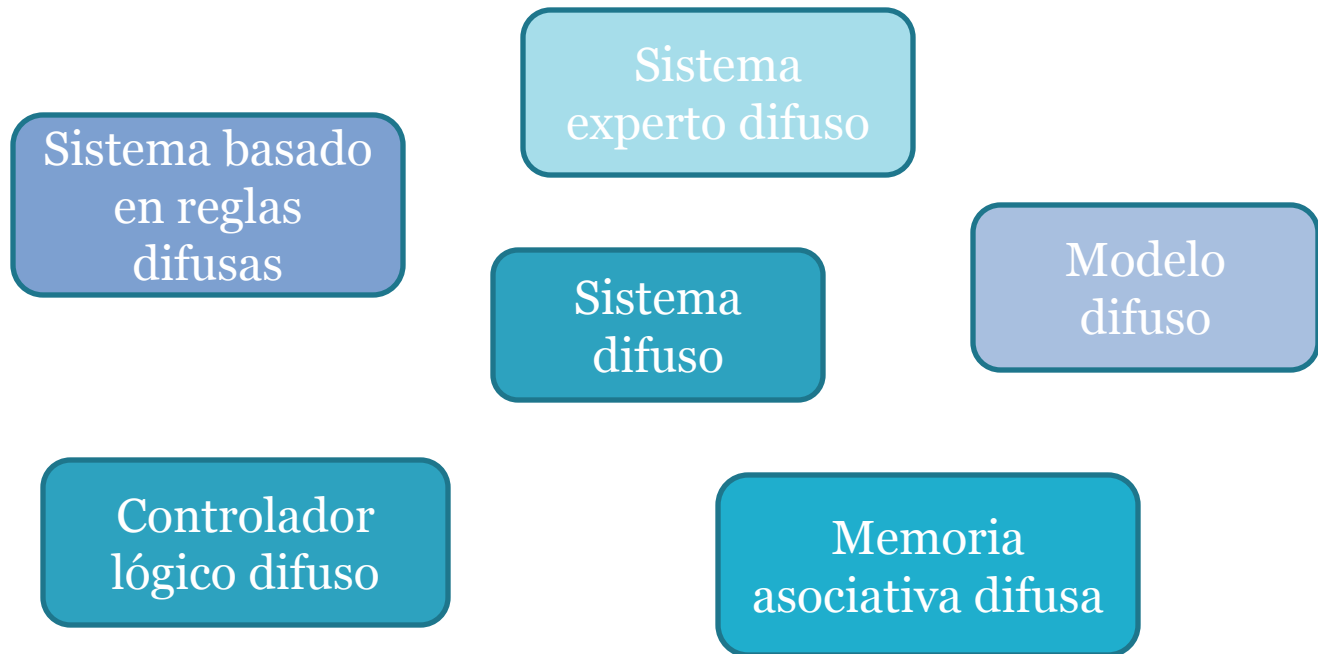 Sistema
experto difuso
Sistema basado
en reglas
difusas
Modelo
difuso
Sistema
difuso
Controlador
lógico difuso
Memoria
asociativa difusa